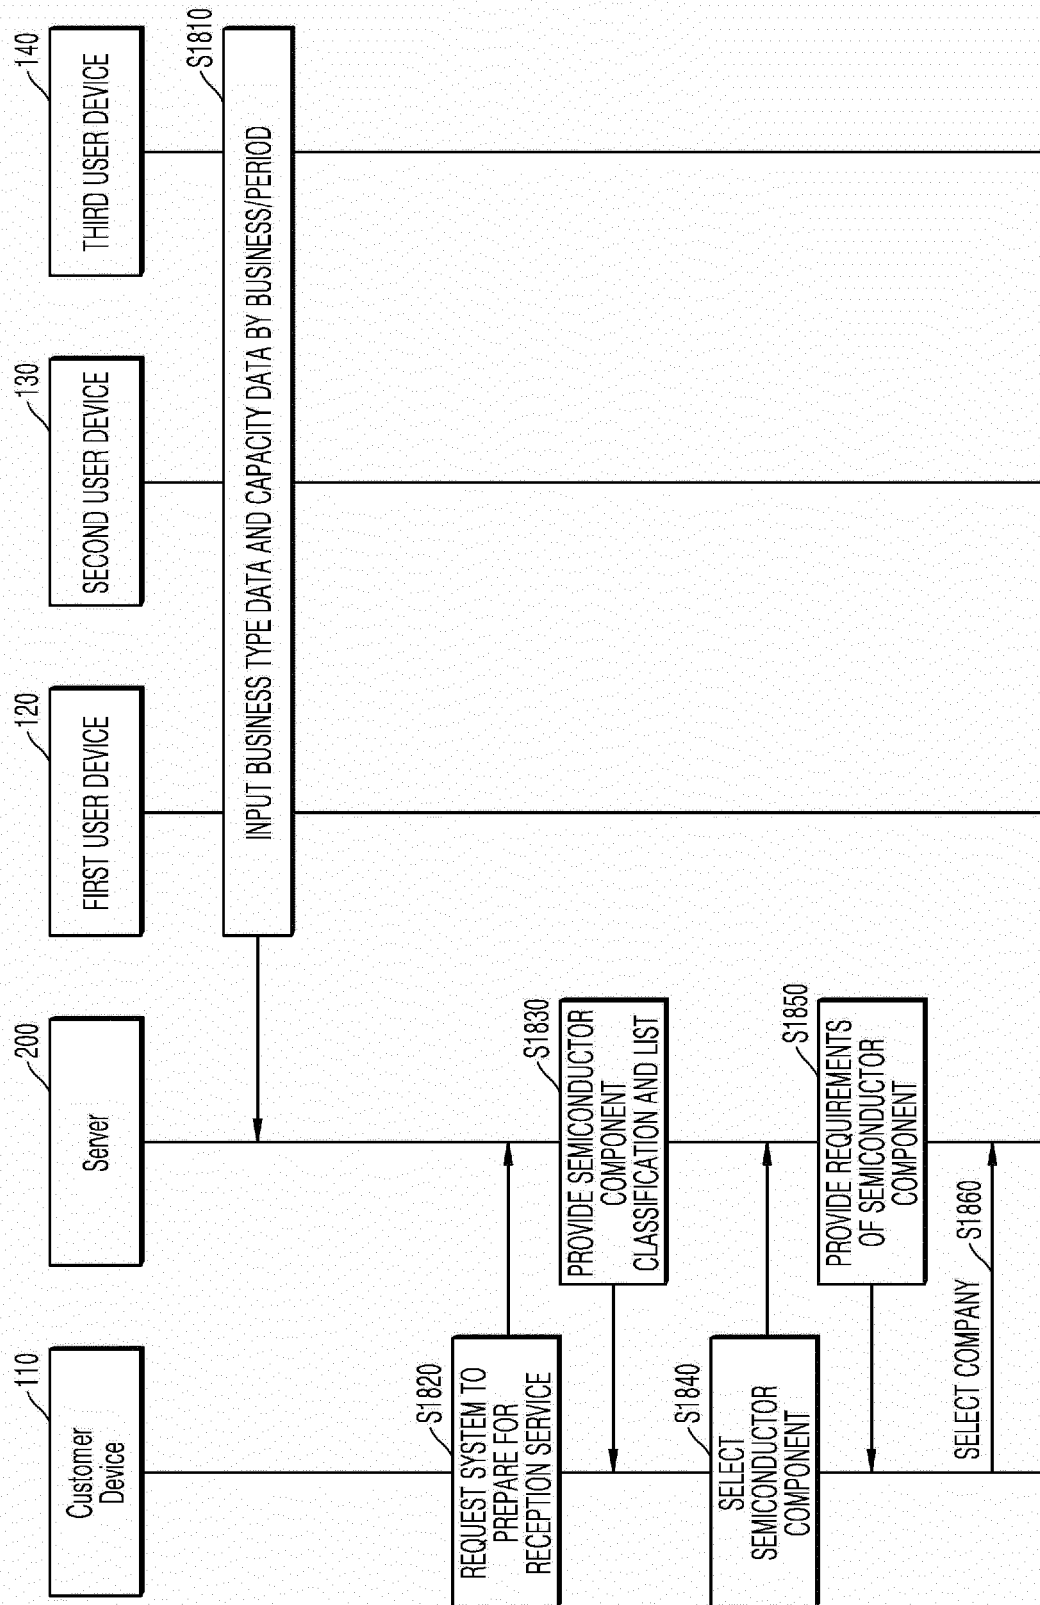 110
Customer
Device
200
Server
120
FIRST USER DEVICE
130
SECOND USER DEVICE
140
THIRD USER DEVICE
S1810
INPUT BUSINESS TYPE DATA AND CAPACITY DATA BY BUSINESS/PERIOD
S1820
REQUEST SYSTEM TO
PREPARE FOR
RECEPTION SERVICE
S1830
PROVIDE SEMICONDUCTOR
COMPONENT
CLASSIFICATION AND LIST
S1840
SELECT
SEMICONDUCTOR
COMPONENT
S1850
PROVIDE REQUIREMENTS
OF SEMICONDUCTOR
COMPONENT
SELECT COMPANY S1860